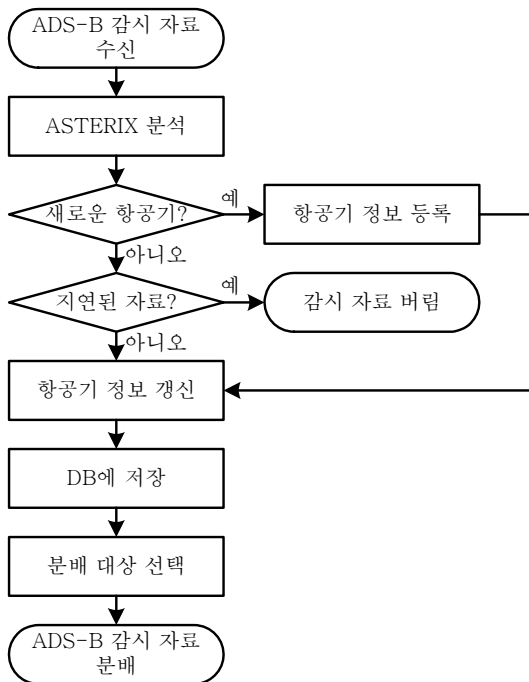 ADS-B 감시 자료
수신
ASTERIX 분석
새로운 항공기?
예
항공기 정보 등록
아니오
지연된 자료?
예
감시 자료 버림
아니오
항공기 정보 갱신
DB에 저장
분배 대상 선택
ADS-B 감시 자료
분배